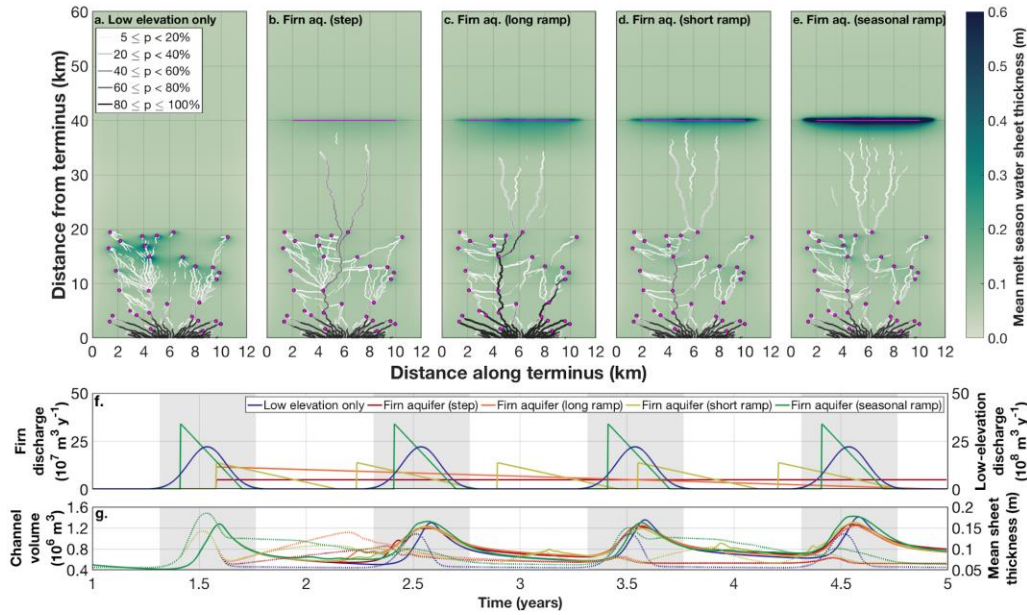 a. Low elevation only
b. Firn aq. (step)
c. Firn aq. (long ramp)
d. Firn aq. (short ramp)
e. Firn aq. (seasonal ramp)
5 ≤ p < 20%
20 ≤ p < 40%
40 ≤ p < 60%
60 ≤ p < 80%
80 ≤ p ≤ 100%
Distance from terminus (km)
60
50
40
30
20
10
0
0 2 4 6 8 10 12
0 2 4 6 8 10 12
0 2 4 6 8 10 12
0 2 4 6 8 10 12
0 2 4 6 8 10 12
Distance along terminus (km)
0.6
0.5
0.4
0.3
0.2
0.1
0.0
Mean melt season water sheet thickness (m)
f.
Low elevation only
Firn aquifer (step)
Firn aquifer (long ramp)
Firn aquifer (short ramp)
Firn aquifer (seasonal ramp)
Firn
discharge
(10⁷ m³ y⁻¹)
50
25
0
50
25
0
Low-elevation
discharge
(10⁸ m³ y⁻¹)
g.
Channel
volume
(10⁶ m³)
1.6
1.2
0.8
0.4
0.2
0.15
0.1
0.05
Mean sheet
thickness (m)
1 1.5 2 2.5 3 3.5 4 4.5 5
Time (years)